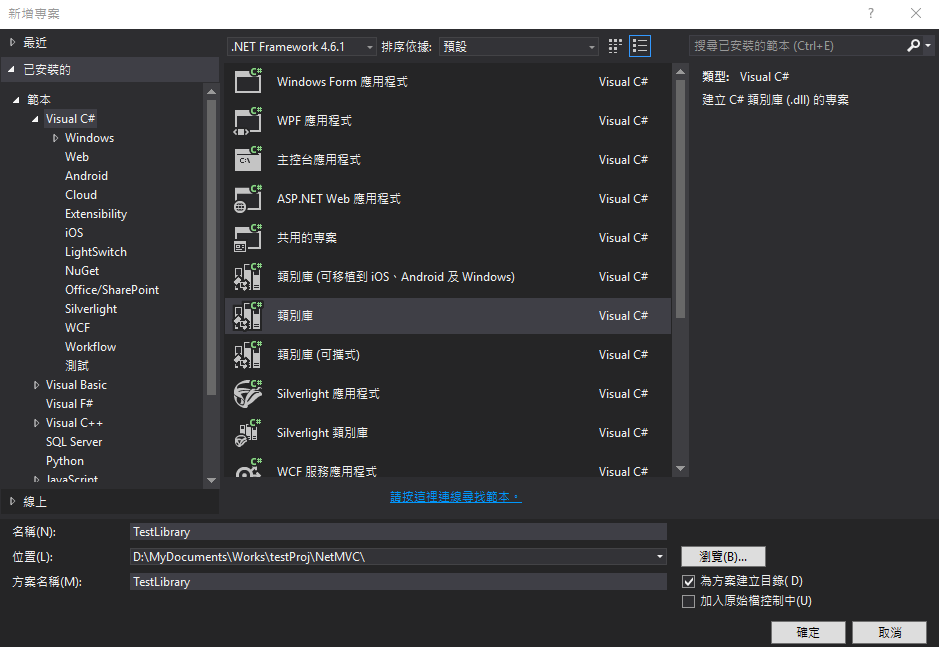 新增專案
最近
已安裝的
範本
Visual C#
Windows
Web
Android
Cloud
Extensibility
iOS
LightSwitch
NuGet
Office/SharePoint
Silverlight
WCF
Workflow
測試
Visual Basic
Visual F#
Visual C++
SQL Server
Python
JavaScript
線上
.NET Framework 4.6.1 排序依據: 預設
Windows Form 應用程式 Visual C#
WPF 應用程式 Visual C#
主控台應用程式 Visual C#
ASP.NET Web 應用程式 Visual C#
共用的專案 Visual C#
類別庫 (可移植到 iOS、Android 及 Windows) Visual C#
類別庫 Visual C#
類別庫 (可攜式) Visual C#
Silverlight 應用程式 Visual C#
Silverlight 類別庫 Visual C#
WCF 服務應用程式 Visual C#
請按這裡連線尋找範本。
搜尋已安裝的範本 (Ctrl+E)
類型: Visual C#
建立 C# 類別庫 (.dll) 的專案
名稱(N): TestLibrary
位置(L): D:\MyDocuments\Works\testProj\NetMVC\ 瀏覽(B)...
方案名稱(M): TestLibrary 為方案建立目錄( D)
加入原始檔控制中(U)
確定 取消